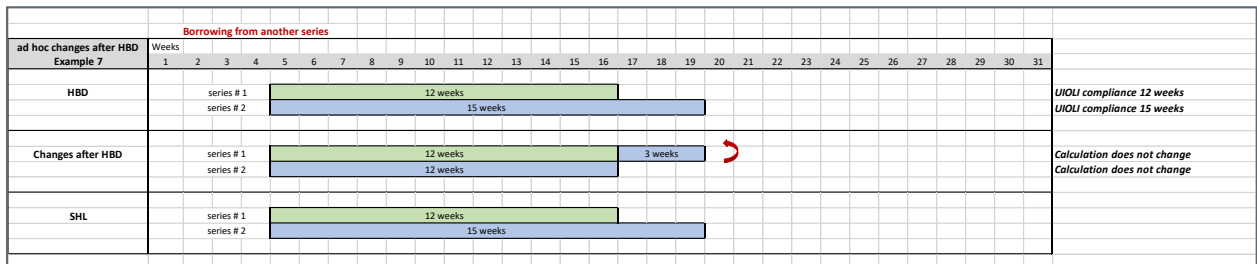 Borrowing from another series
ad hoc changes after HBD Weeks
Example 7 1 2 3 4 5 6 7 8 9 10 11 12 13 14 15 16 17 18 19 20 21 22 23 24 25 26 27 28 29 30 31
HBD series # 1 12 weeks UIOLI compliance 12 weeks
series # 2 15 weeks UIOLI compliance 15 weeks
Changes after HBD series # 1 12 weeks 3 weeks Calculation does not change
series # 2 12 weeks Calculation does not change
SHL series # 1 12 weeks
series # 2 15 weeks